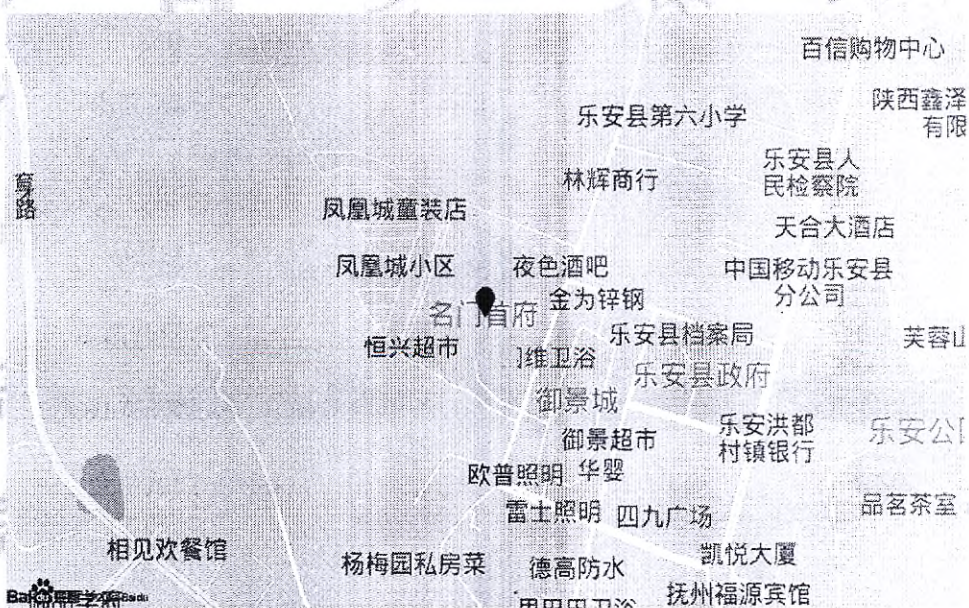 百信购物中心
陕西鑫泽
有限
乐安县第六小学
乐安县人
民检察院
林辉商行
育才路
凤凰城童装店
天合大酒店
凤凰城小区
夜色酒吧
中国移动乐安县
分公司
金为锌钢
名门首府
乐安县档案局
芙蓉山
恒兴超市
维卫浴
乐安县政府
御景城
乐安洪都
村镇银行
乐安公
御景超市
欧普照明
华婴
雷士照明
四九广场
品茗茶室
相见欢餐馆
杨梅园私房菜
德高防水
凯悦大厦
抚州福源宾馆
卫浴
Bai